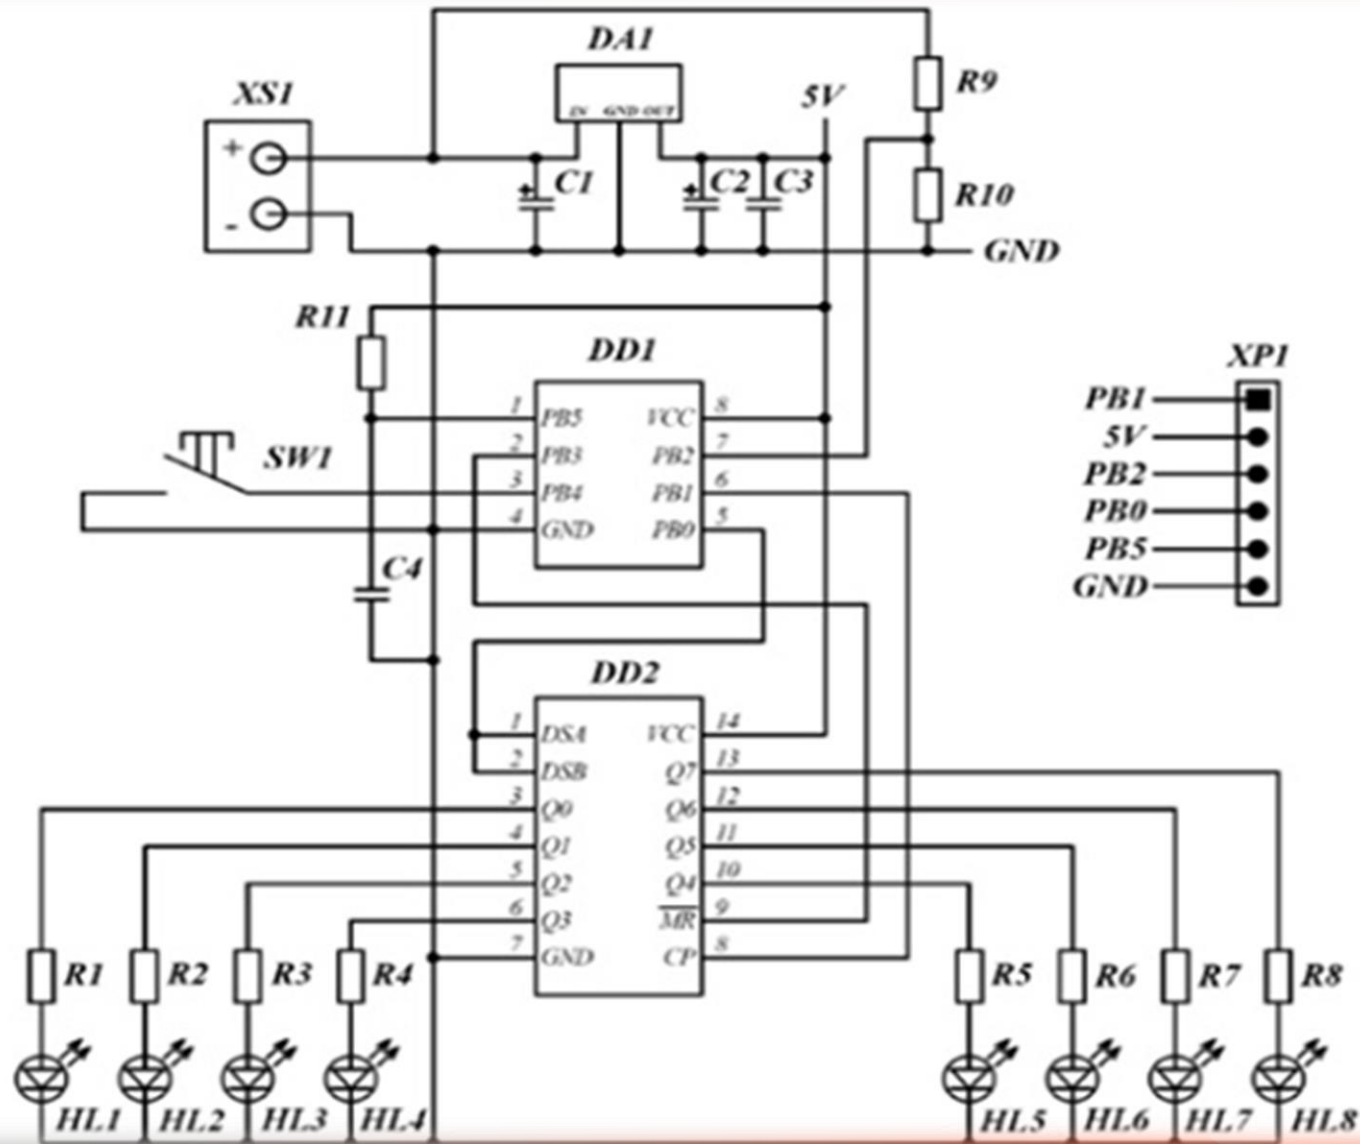 DA1
XS1
5V
R9
IN GND OUT
+
-
C1
C2
C3
R10
GND
R11
DD1
XP1
1 PB5 VCC 8
2 PB3 PB2 7
3 PB4 PB1 6
4 GND PB0 5
SW1
PB1
5V
PB2
PB0
PB5
GND
C4
DD2
1 DSA VCC 14
2 DSB Q7 13
3 Q0 Q6 12
4 Q1 Q5 11
5 Q2 Q4 10
6 Q3 MR 9
7 GND CP 8
R1 R2 R3 R4 R5 R6 R7 R8
HL1 HL2 HL3 HL4 HL5 HL6 HL7 HL8